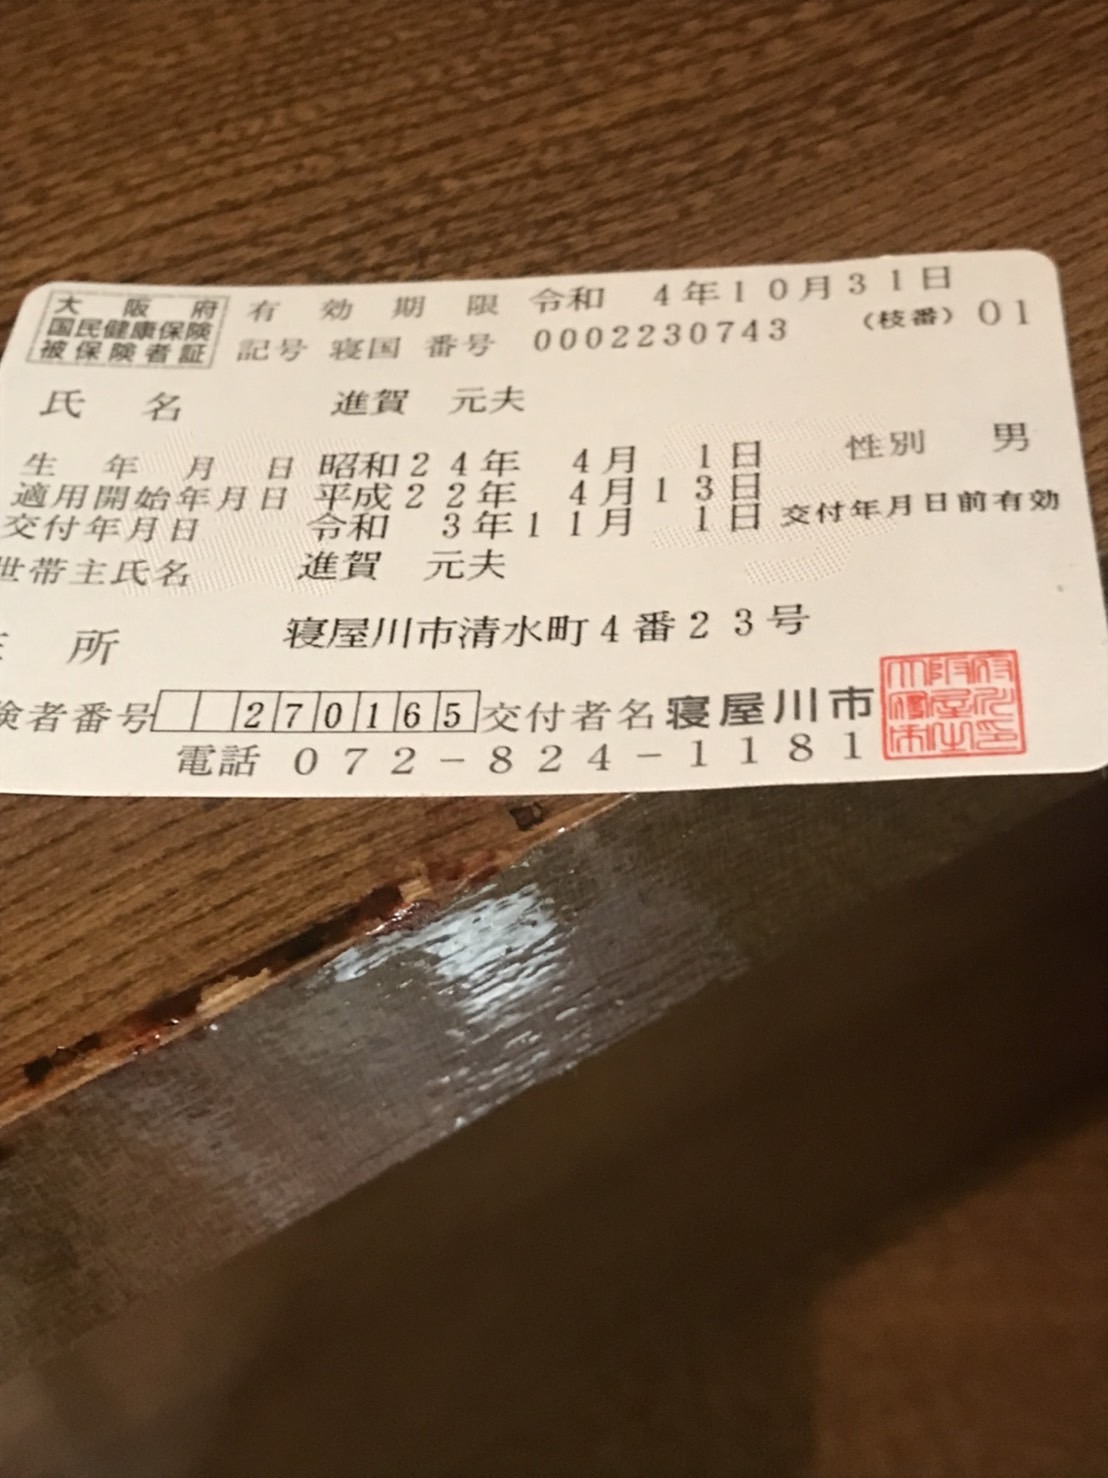 大阪府
国民健康保険
被保険者証
有効期限 令和 4年10月31日
記号 寝国 番号 0002230743 (枝番) 01
氏名 進賀 元夫
生年月日 昭和24年 4月 1日 性別 男
適用開始年月日 平成22年 4月13日
交付年月日 令和 3年11月 1日 交付年月日前有効
世帯主氏名 進賀 元夫
所 寝屋川市清水町4番23号
険者番号 270165 交付者名 寝屋川市
電話 072-824-1181